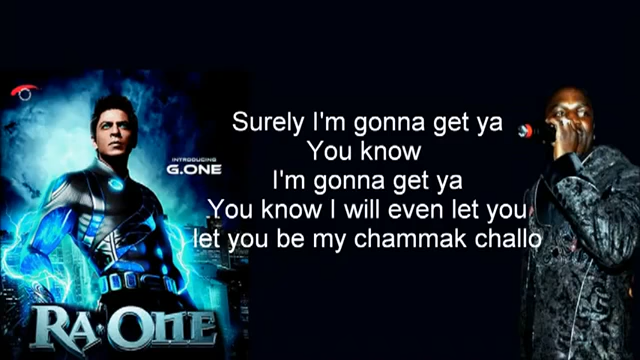 Surely I'm gonna get ya
You know
I'm gonna get ya
You know I will even let you
let you be my chammak challo
INTRODUCING
G.ONE
RA·ONE